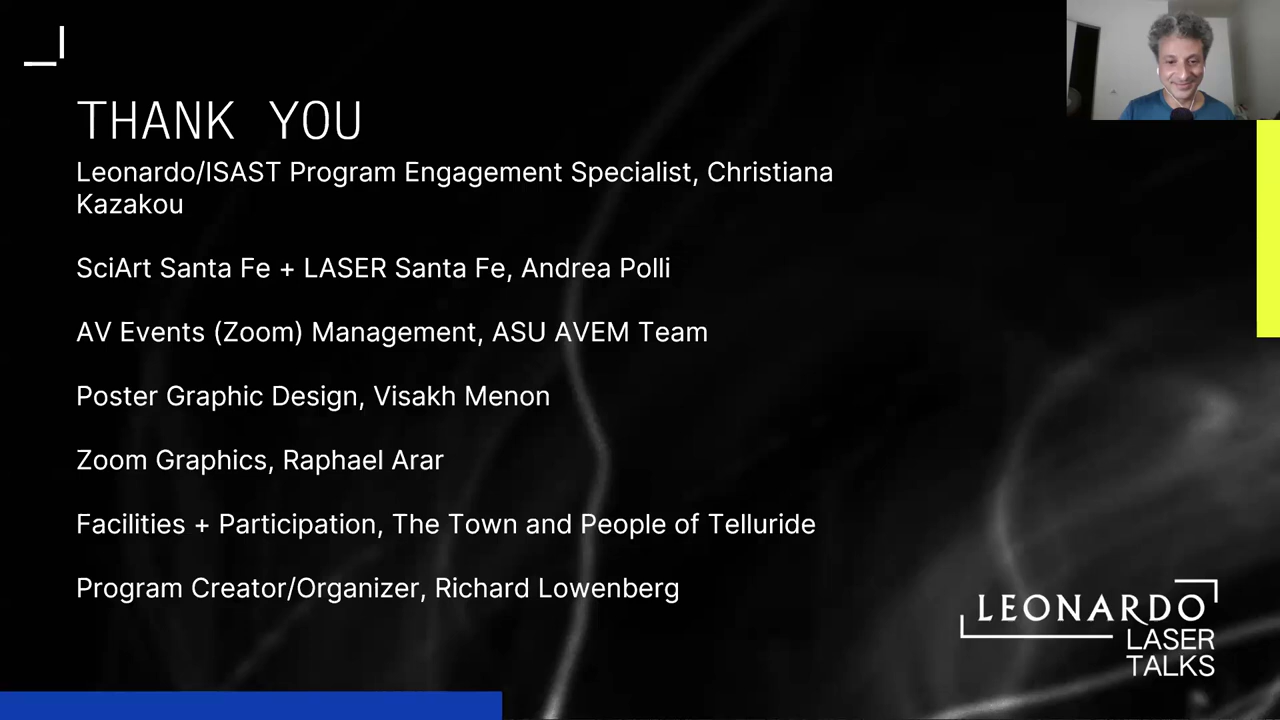 THANK YOU
Leonardo/ISAST Program Engagement Specialist, Christiana
Kazakou
SciArt Santa Fe + LASER Santa Fe, Andrea Polli
AV Events (Zoom) Management, ASU AVEM Team
Poster Graphic Design, Visakh Menon
Zoom Graphics, Raphael Arar
Facilities + Participation, The Town and People of Telluride
Program Creator/Organizer, Richard Lowenberg
LEONARDO
LASER
TALKS